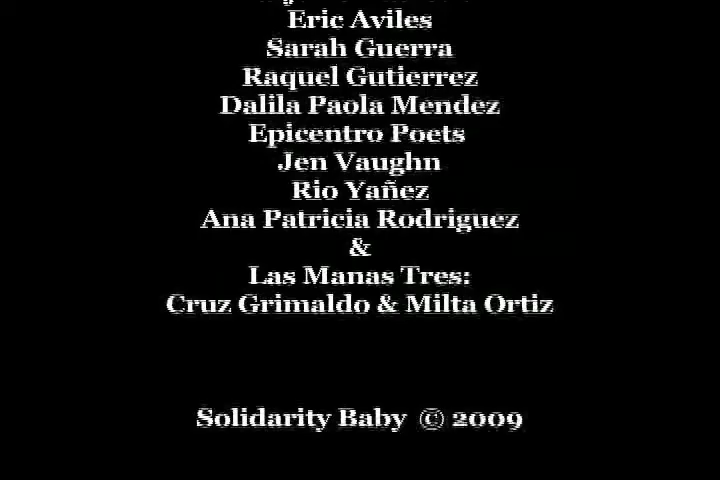 Eric Aviles
Sarah Guerra
Raquel Gutierrez
Dalila Paola Mendez
Epicentro Poets
Jen Vaughn
Rio Yañez
Ana Patricia Rodriguez
&
Las Manas Tres:
Cruz Grimaldo & Milta Ortiz
Solidarity Baby © 2009